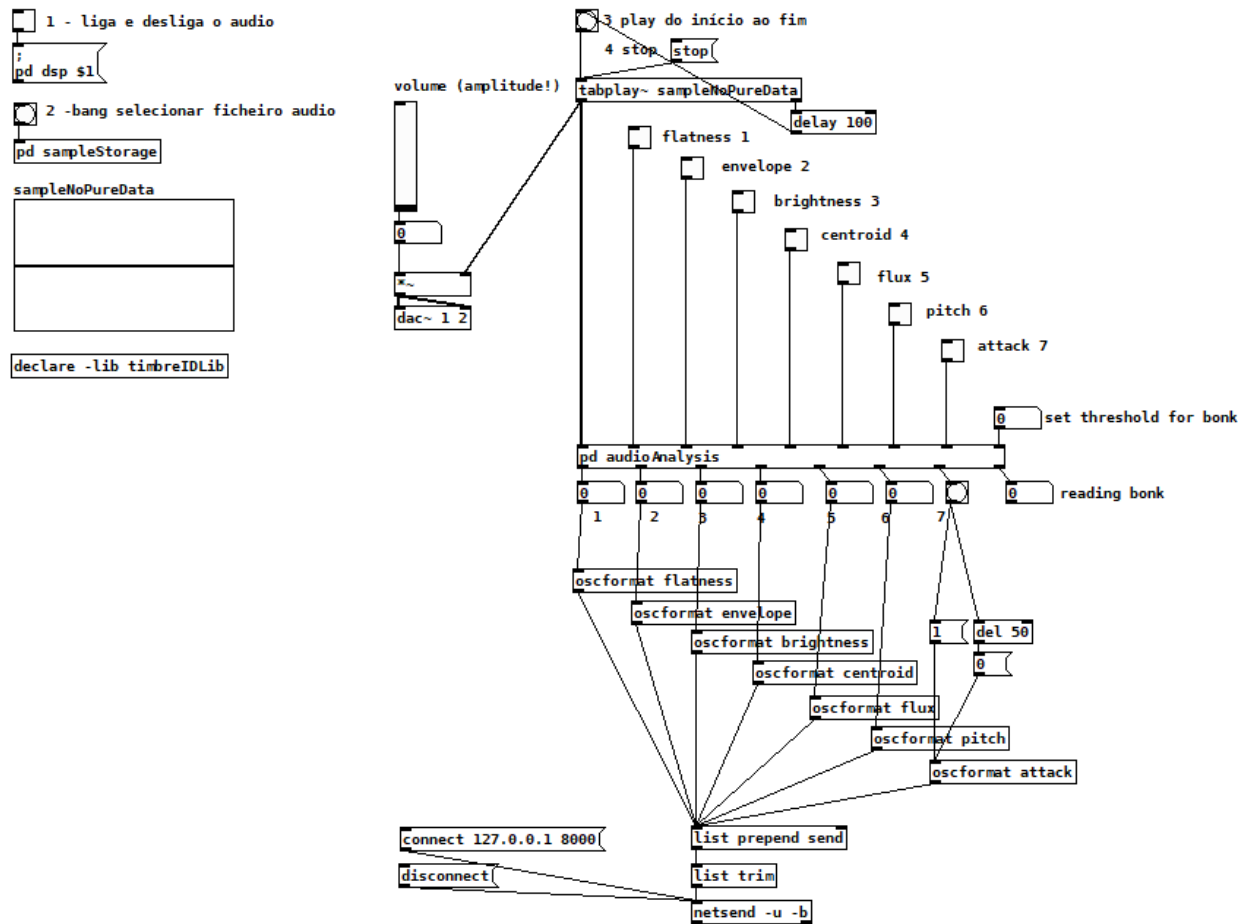 1 - liga e desliga o audio
;
pd dsp $1
2 -bang selecionar ficheiro audio
pd sampleStorage
sampleNoPureData
declare -lib timbreIDLib
volume (amplitude!)
0
*~
dac~ 1 2
3 play do início ao fim
4 stop
stop
tabplay~ sampleNoPureData
delay 100
flatness 1
envelope 2
brightness 3
centroid 4
flux 5
pitch 6
attack 7
0
set threshold for bonk
pd audioAnalysis
0 0 0 0 0 0 0
reading bonk
1 2 3 4 5 6 7
oscformat flatness
oscformat envelope
1
del 50
oscformat brightness
0
oscformat centroid
oscformat flux
oscformat pitch
oscformat attack
connect 127.0.0.1 8000
list prepend send
disconnect
list trim
netsend -u -b